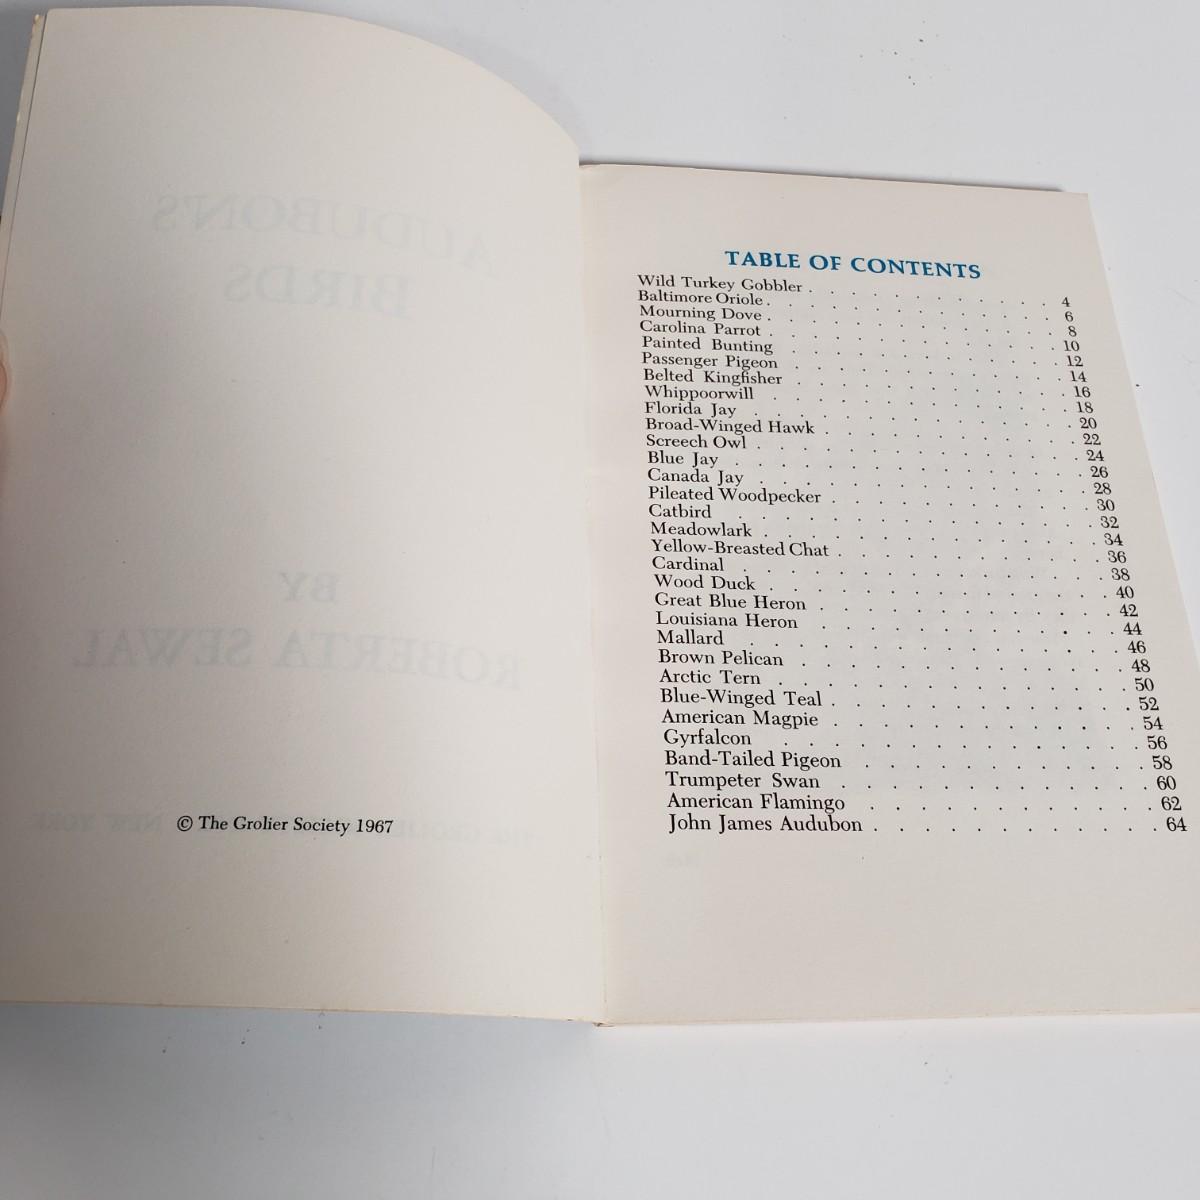 © The Grolier Society 1967
TABLE OF CONTENTS
Wild Turkey Gobbler . . . . . . . . . . . . 4
Baltimore Oriole . . . . . . . . . . . . . . 6
Mourning Dove . . . . . . . . . . . . . . 8
Carolina Parrot . . . . . . . . . . . . . . 10
Painted Bunting . . . . . . . . . . . . . 12
Passenger Pigeon . . . . . . . . . . . . . 14
Belted Kingfisher . . . . . . . . . . . . . 16
Whippoorwill . . . . . . . . . . . . . . 18
Florida Jay . . . . . . . . . . . . . . . 20
Broad-Winged Hawk . . . . . . . . . . . . 22
Screech Owl . . . . . . . . . . . . . . . 24
Blue Jay . . . . . . . . . . . . . . . . 26
Canada Jay . . . . . . . . . . . . . . . 28
Pileated Woodpecker . . . . . . . . . . . . 30
Catbird . . . . . . . . . . . . . . . . 32
Meadowlark . . . . . . . . . . . . . . . 34
Yellow-Breasted Chat . . . . . . . . . . . . 36
Cardinal . . . . . . . . . . . . . . . . 38
Wood Duck . . . . . . . . . . . . . . . 40
Great Blue Heron . . . . . . . . . . . . . 42
Louisiana Heron . . . . . . . . . . . . . 44
Mallard . . . . . . . . . . . . . . . . 46
Brown Pelican . . . . . . . . . . . . . . 48
Arctic Tern . . . . . . . . . . . . . . . 50
Blue-Winged Teal . . . . . . . . . . . . . 52
American Magpie . . . . . . . . . . . . . 54
Gyrfalcon . . . . . . . . . . . . . . . 56
Band-Tailed Pigeon . . . . . . . . . . . . 58
Trumpeter Swan . . . . . . . . . . . . . 60
American Flamingo . . . . . . . . . . . . 62
John James Audubon . . . . . . . . . . . . 64